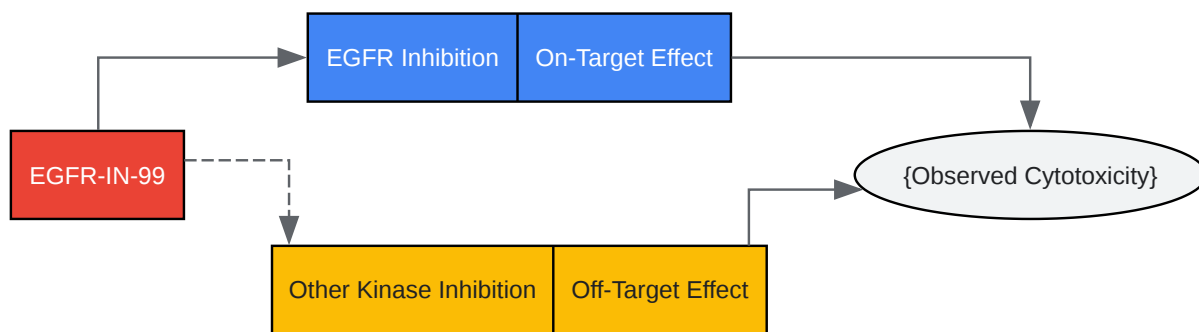 EGFR Inhibition
On-Target Effect
EGFR-IN-99
{Observed Cytotoxicity}
Other Kinase Inhibition
Off-Target Effect